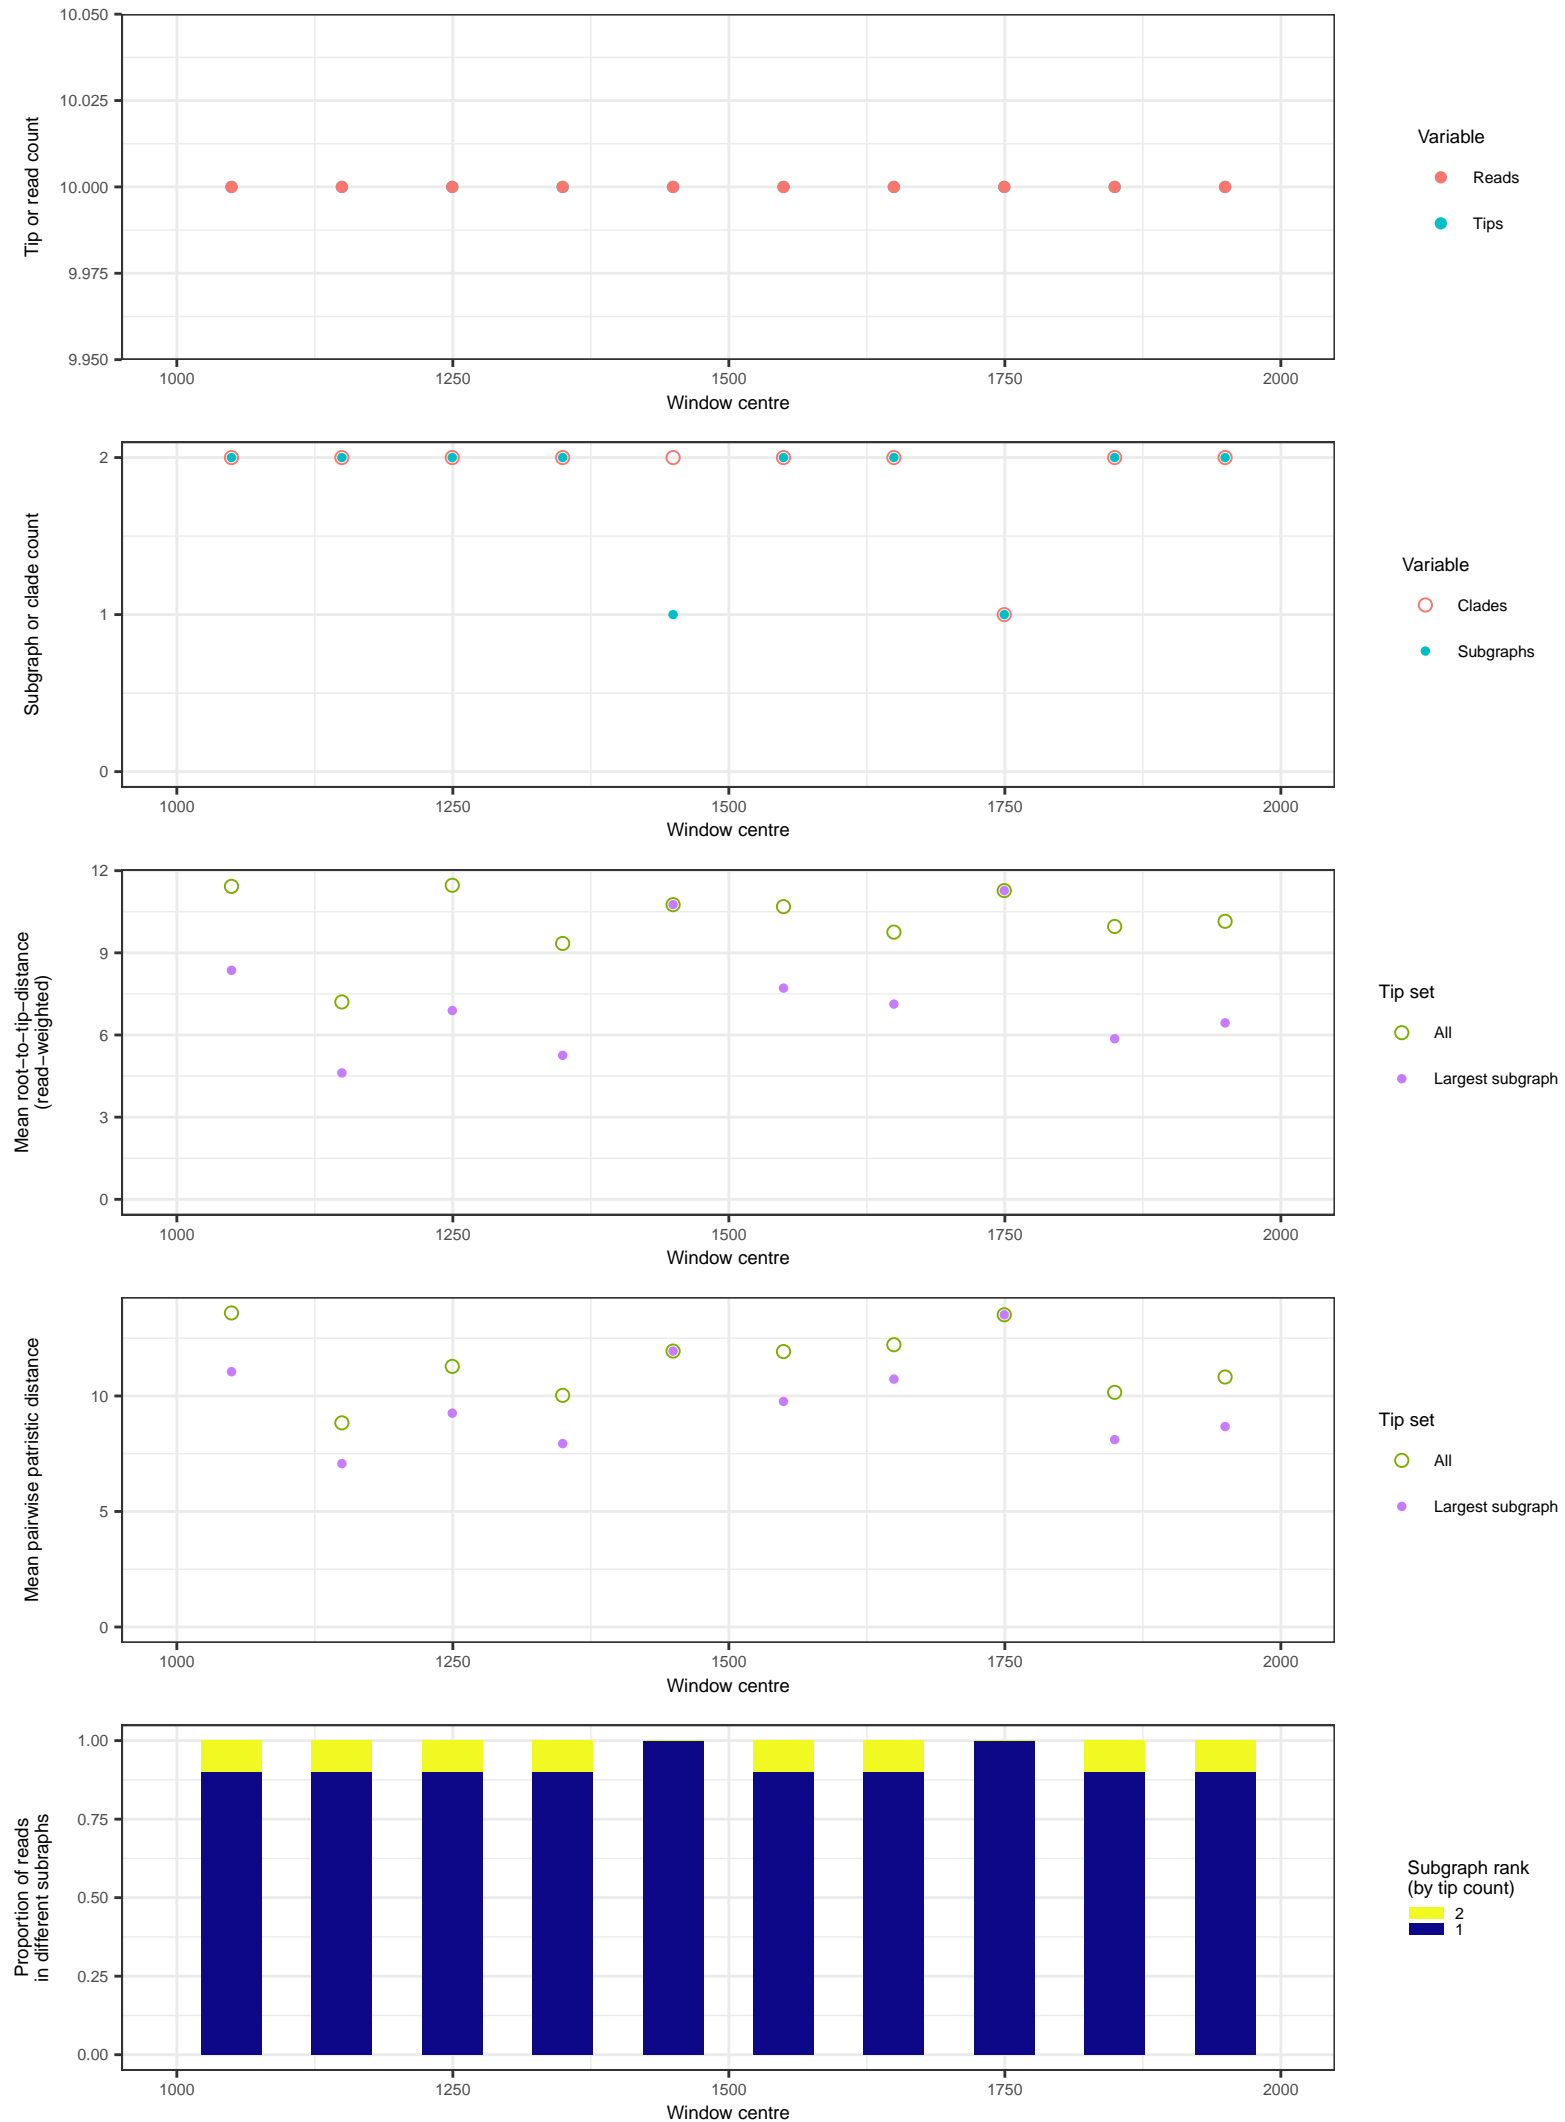 10.050
10.025
10.000
9.975
9.950
Tip or read count
1000 1250 1500 1750 2000
Window centre
Variable
Reads
Tips
2
1
0
Subgraph or clade count
1000 1250 1500 1750 2000
Window centre
Variable
Clades
Subgraphs
12
9
6
3
0
Mean root−to−tip−distance
(read−weighted)
1000 1250 1500 1750 2000
Window centre
Tip set
All
Largest subgraph
10
5
0
Mean pairwise patristic distance
1000 1250 1500 1750 2000
Window centre
Tip set
All
Largest subgraph
1.00
0.75
0.50
0.25
0.00
Proportion of reads
in different subraphs
1000 1250 1500 1750 2000
Window centre
Subgraph rank
(by tip count)
2
1